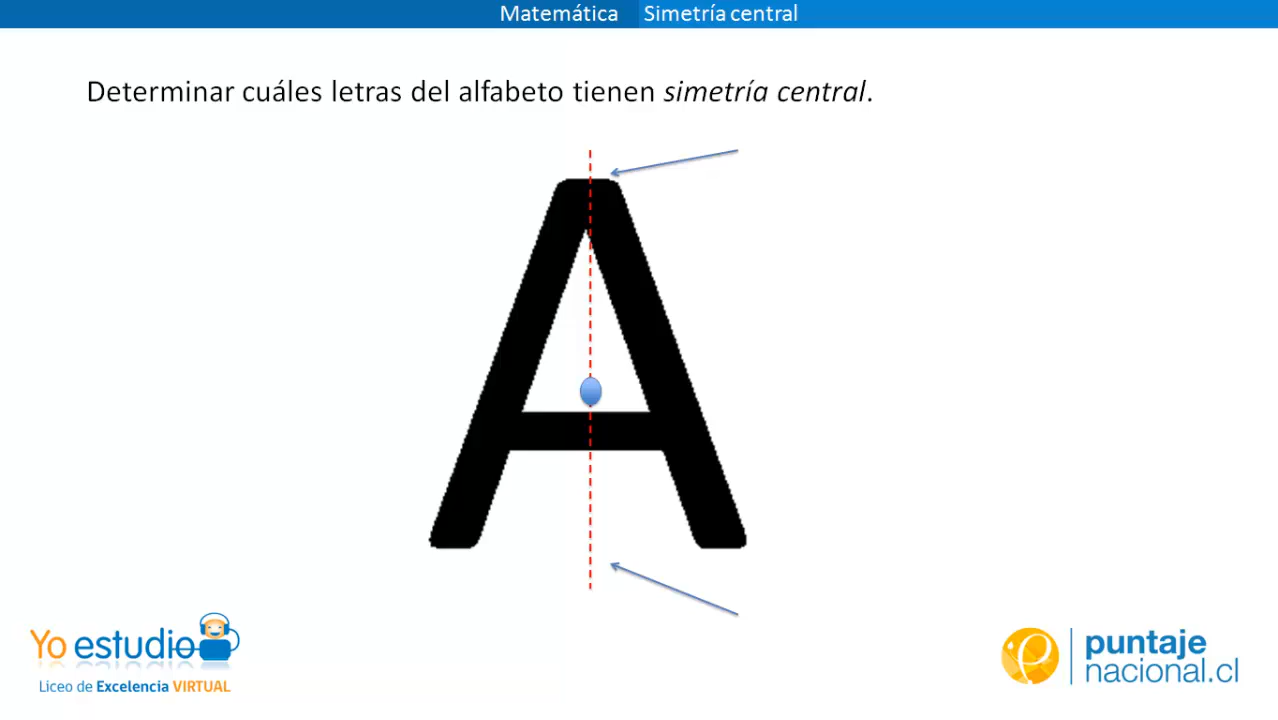 Matemática Simetría central
Determinar cuáles letras del alfabeto tienen simetría central.
A
Yo estudio
Liceo de Excelencia VIRTUAL
puntaje
nacional.cl